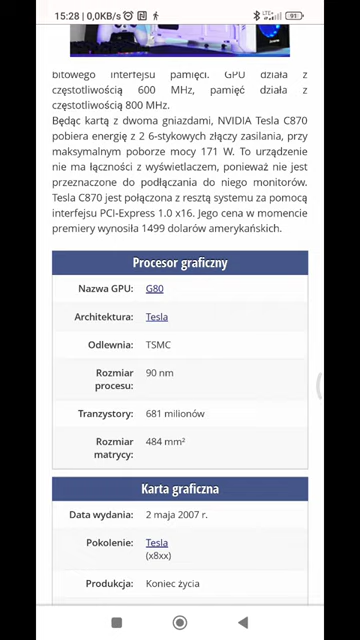 15:28 | 0,0KB/s
LTE+
91
bitowego interfejsu pamięci. GPU działa z
częstotliwością 600 MHz, pamięć działa z
częstotliwością 800 MHz.
Będąc kartą z dwoma gniazdami, NVIDIA Tesla C870
pobiera energię z 2 6-stykowych złączy zasilania, przy
maksymalnym poborze mocy 171 W. To urządzenie
nie ma łączności z wyświetlaczem, ponieważ nie jest
przeznaczone do podłączania do niego monitorów.
Tesla C870 jest połączona z resztą systemu za pomocą
interfejsu PCI-Express 1.0 x16. Jego cena w momencie
premiery wynosiła 1499 dolarów amerykańskich.
Procesor graficzny
Nazwa GPU: G80
Architektura: Tesla
Odlewnia: TSMC
Rozmiar procesu: 90 nm
Tranzystory: 681 milionów
Rozmiar matrycy: 484 mm²
Karta graficzna
Data wydania: 2 maja 2007 r.
Pokolenie: Tesla
(x8xx)
Produkcja: Koniec życia